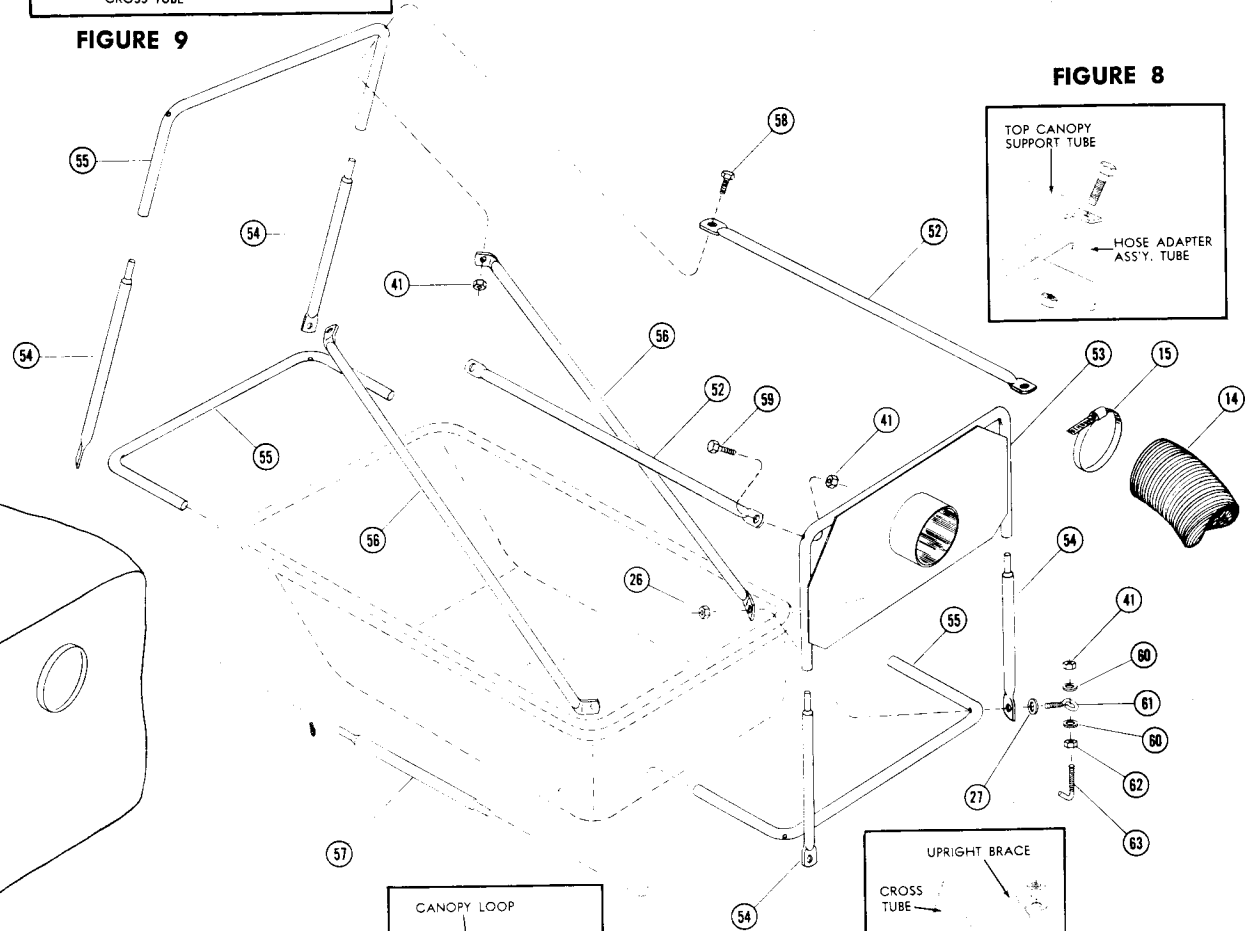 CROSS TUBE
FIGURE 9
FIGURE 8
TOP CANOPY
SUPPORT TUBE
HOSE ADAPTER
ASS'Y. TUBE
58
55
54
52
41
54
56
53
15
14
52
59
41
55
56
54
26
55
41
60
61
60
27
62
57
63
54
CANOPY LOOP
UPRIGHT BRACE
CROSS
TUBE